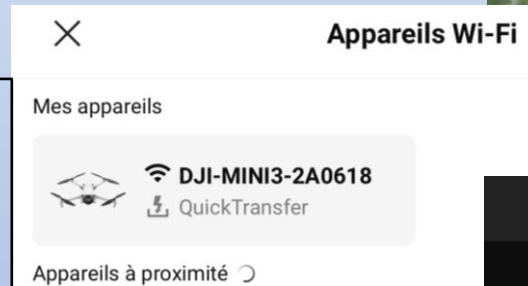 Appareils Wi-Fi
Mes appareils
DJI-MINI3-2A0618
QuickTransfer
Appareils à proximité